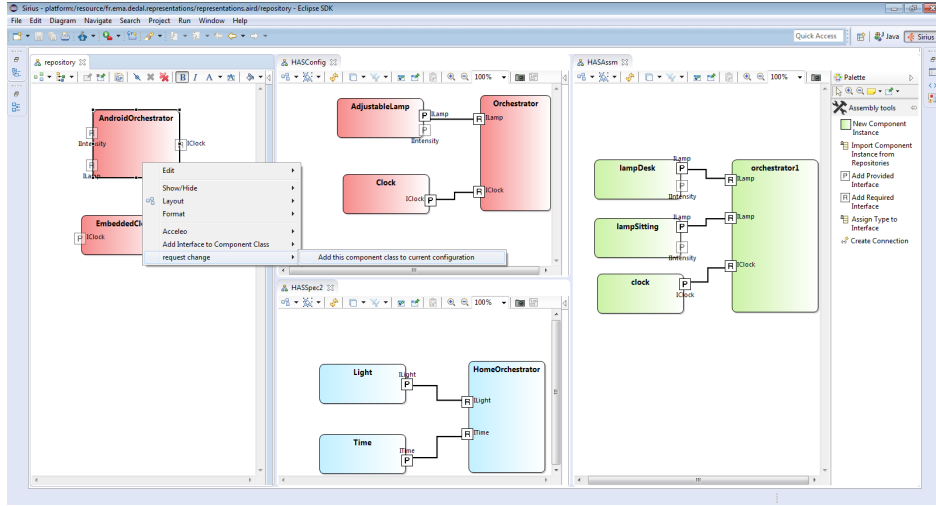 Sirius - platform:/resource/fr.ema.dedal.representations/representations.aird/repository - Eclipse SDK
File Edit Diagram Navigate Search Project Run Window Help
Quick Access
Java
Sirius
repository
B I A
AndroidOrchestrator
R
IIntensity
R
ILamp
R IClock
P IClock
Edit
Show/Hide
Layout
Format
Acceleo
Add Interface to Component Class
request change
Add this component class to current configuration
HASConfig
100%
AdjustableLamp
P ILamp
P
IIntensity
Orchestrator
R ILamp
Clock
IClock P
R IClock
HASSpec2
100%
Light
ILight
P
HomeOrchestrator
R ILight
Time
ITime
P
R ITime
HASAssm
100%
lampDesk
ILamp
P
P
IIntensity
orchestrator1
R ILamp
lampSitting
ILamp
P
P
IIntensity
R ILamp
clock
P
IClock
R IClock
Palette
Assembly tools
New Component
Instance
Import Component
Instance from
Repositories
P Add Provided
Interface
R Add Required
Interface
Assign Type to
Interface
Create Connection